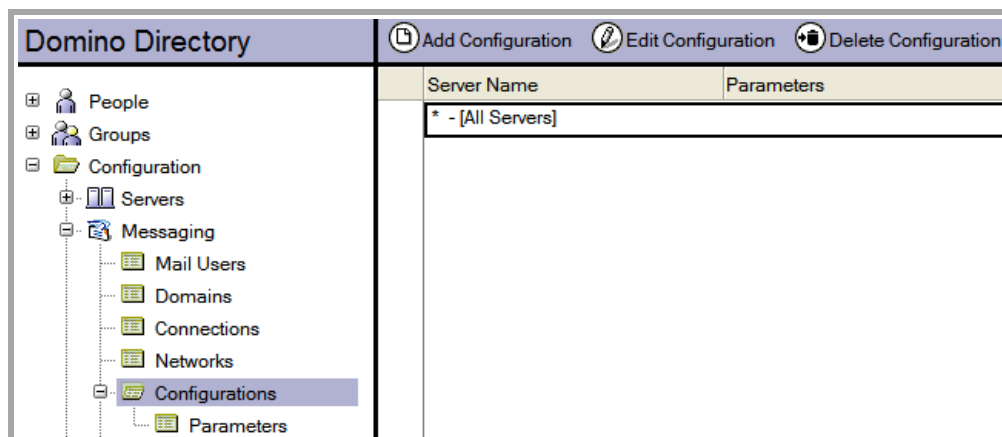 Domino Directory
Add Configuration Edit Configuration Delete Configuration
Server Name Parameters
* - [All Servers]
People
Groups
Configuration
Servers
Messaging
Mail Users
Domains
Connections
Networks
Configurations
Parameters